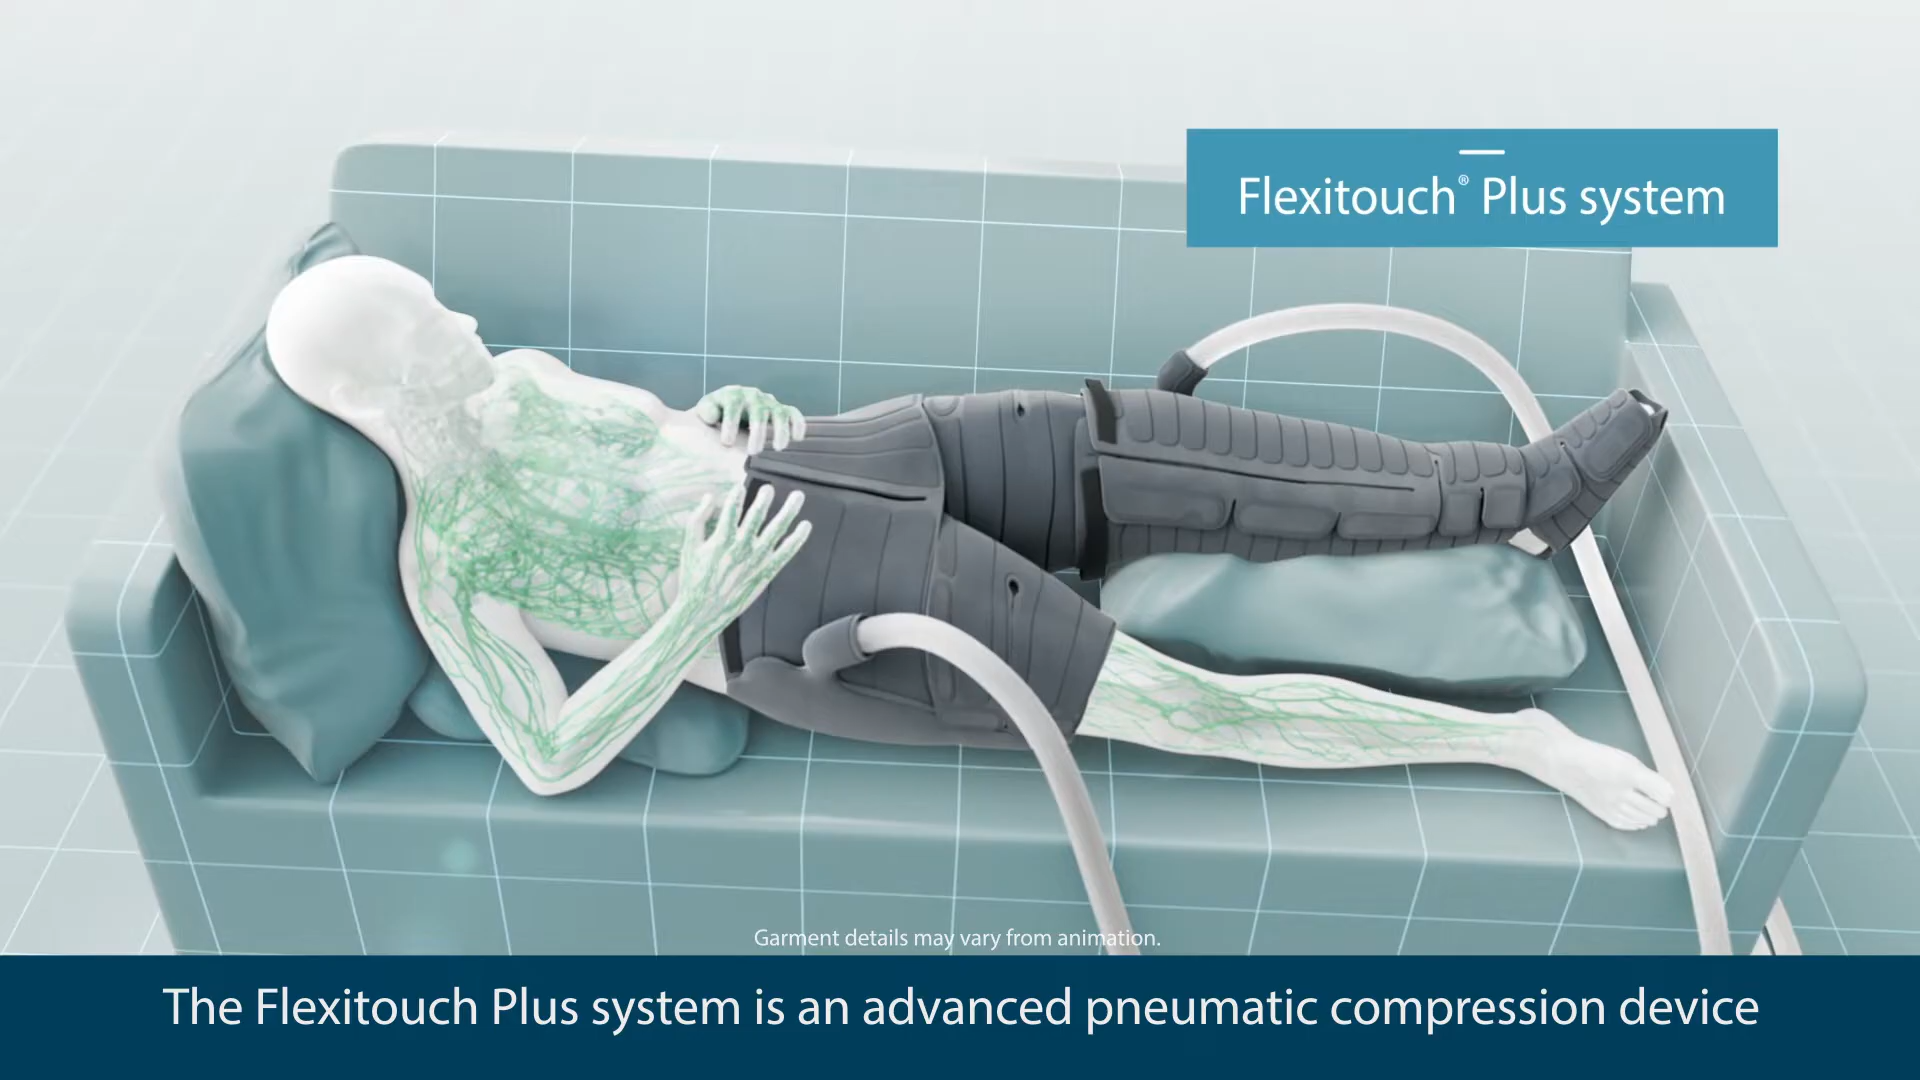 Flexitouch® Plus system
Garment details may vary from animation.
The Flexitouch Plus system is an advanced pneumatic compression device